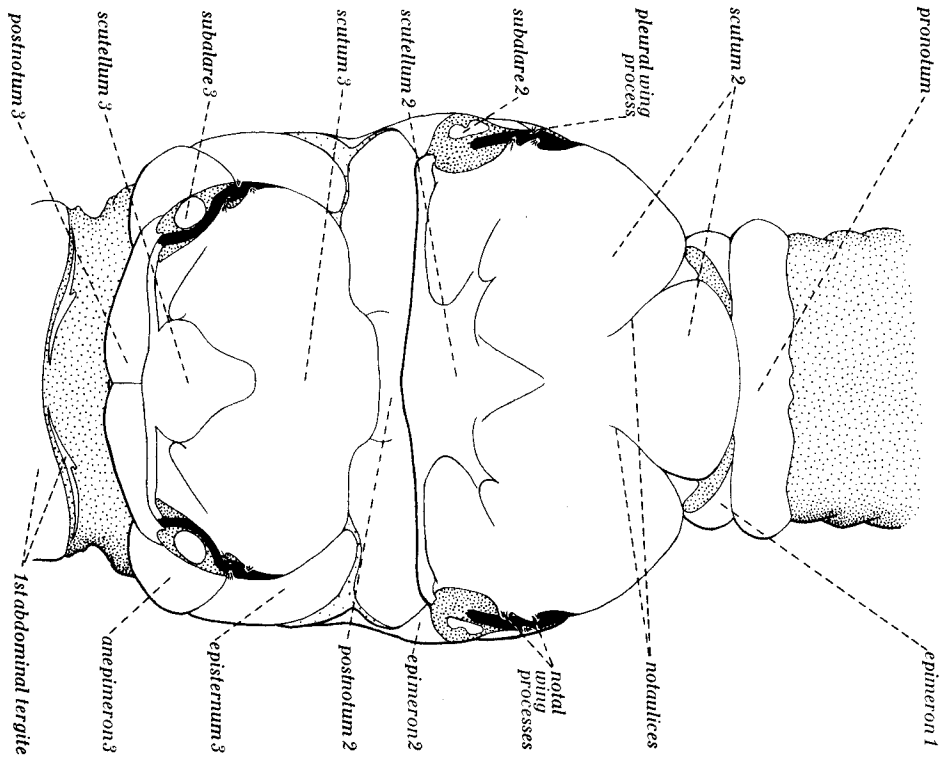 pronotum
scutum 2
pleural wing
process
subalare 2
scutellum 2
scutum 3
subalare 3
scutellum 3
postnotum 3
epimeron 1
notaulices
notal
wing
processes
epimeron 2
postnotum 2
episternum 3
anepimeron 3
1st abdominal tergite